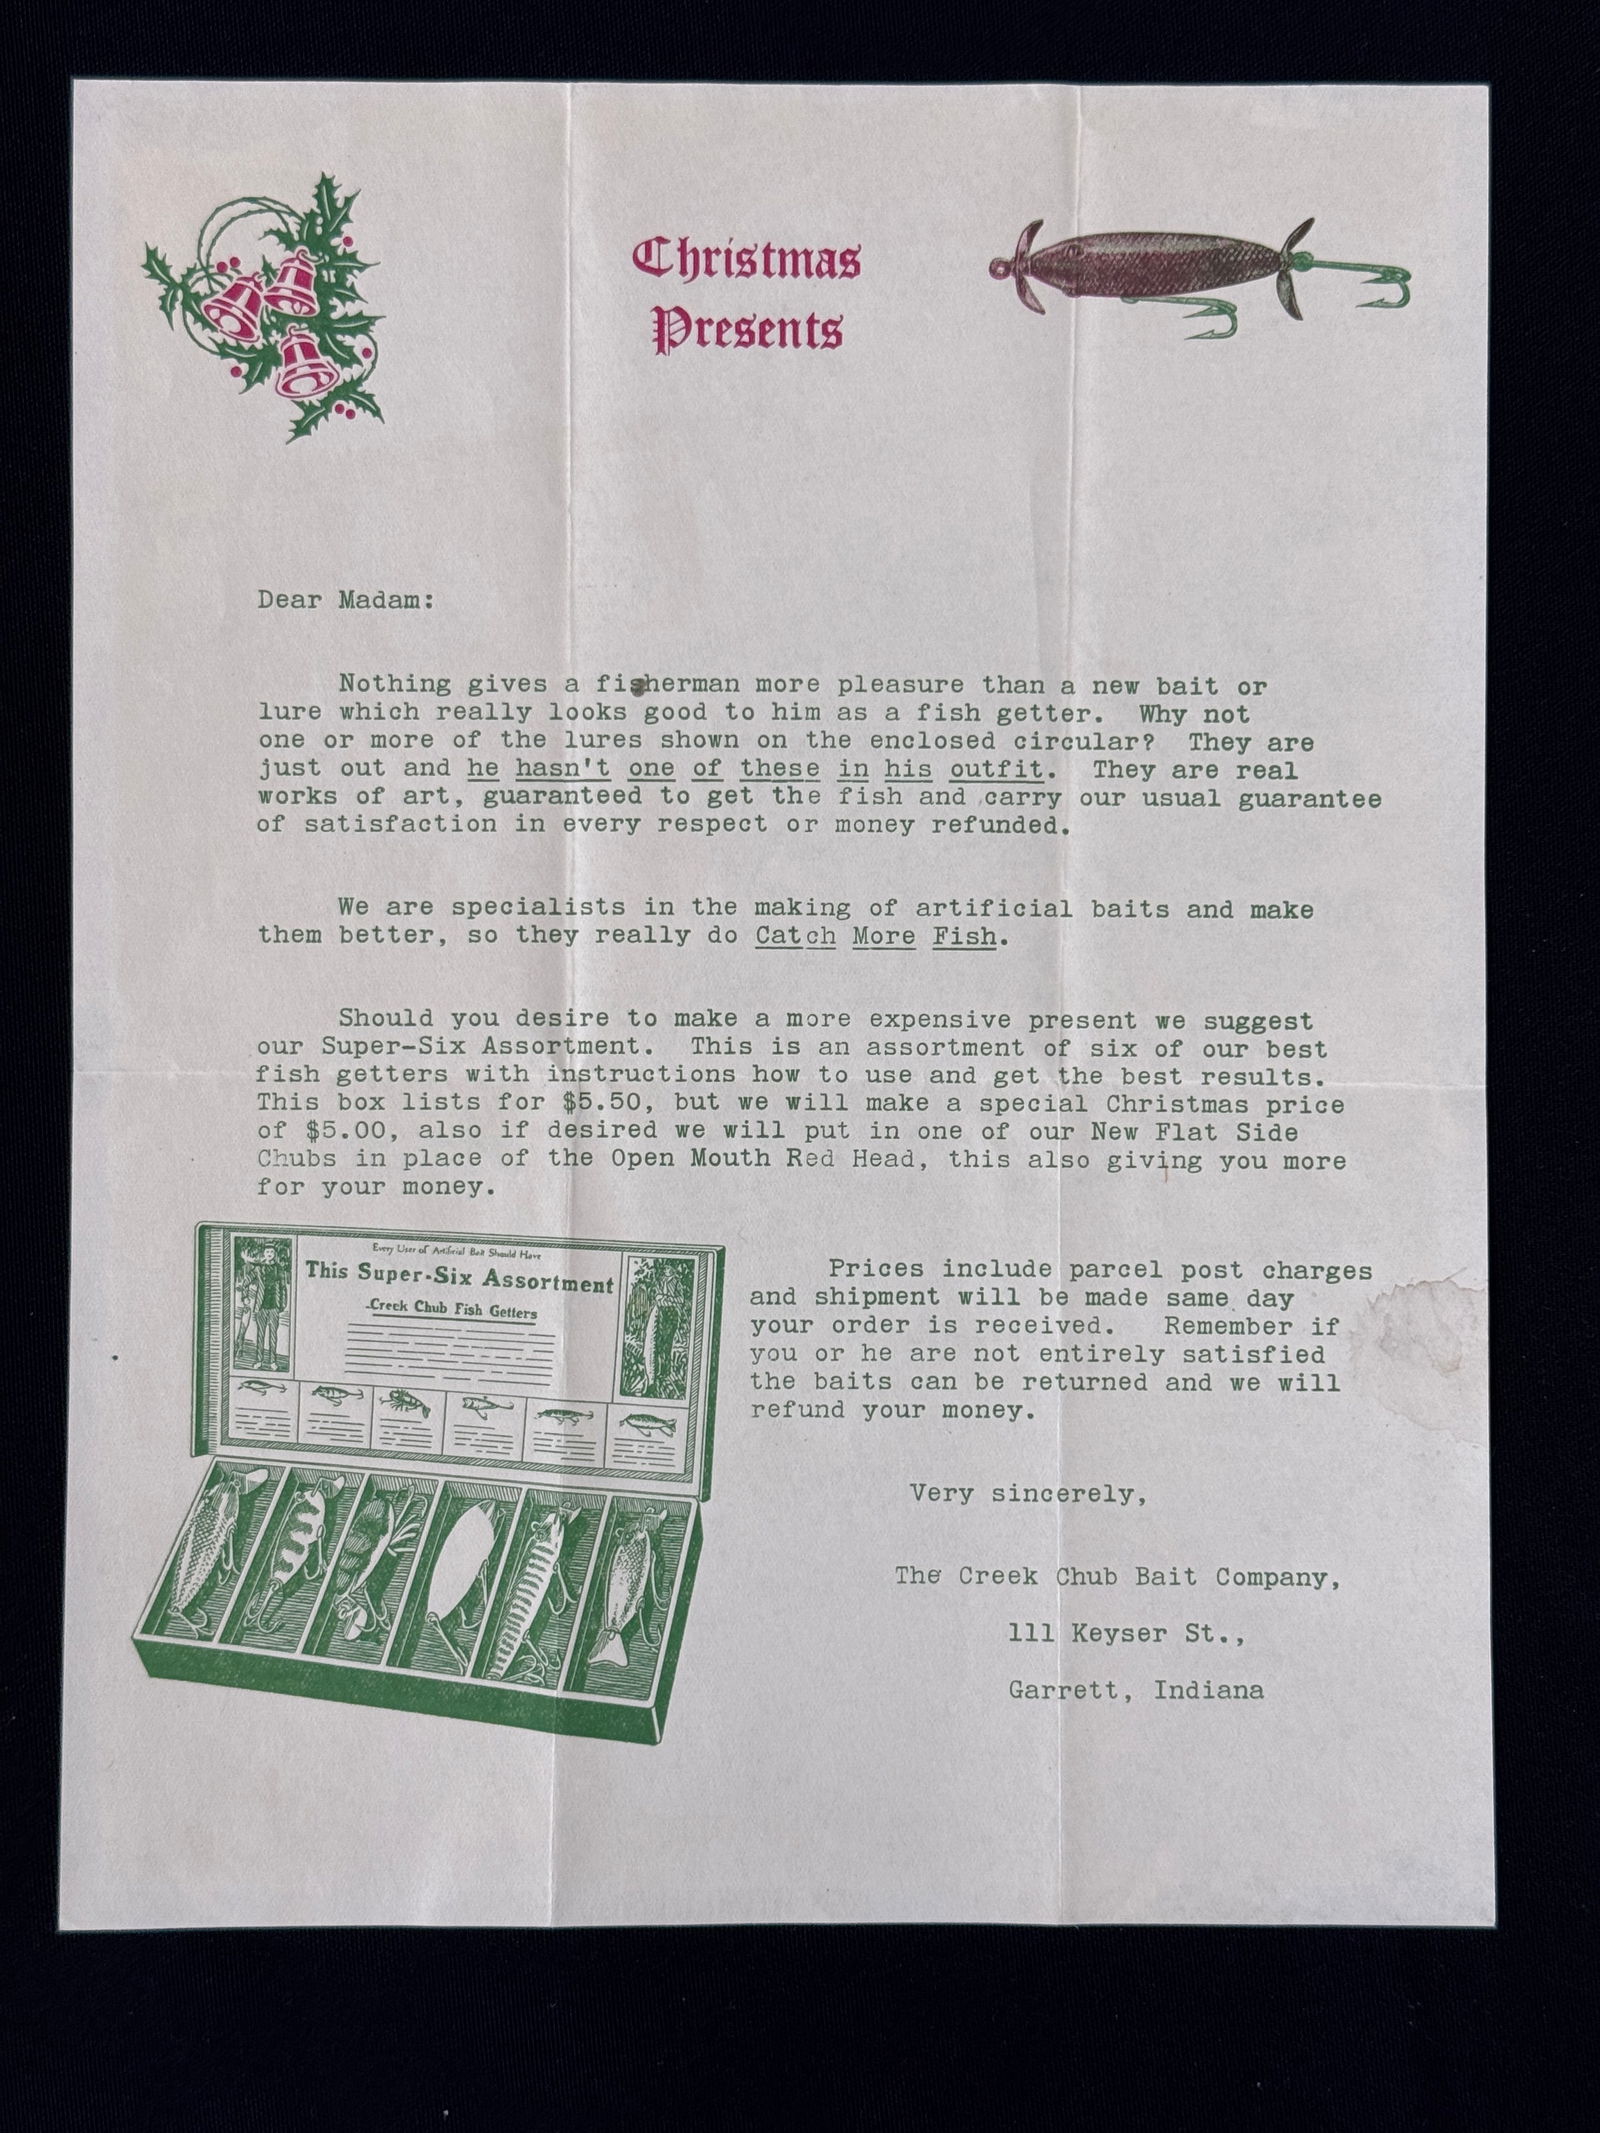 Christmas
Presents
Dear Madam:
Nothing gives a fisherman more pleasure than a new bait or
lure which really looks good to him as a fish getter. Why not
one or more of the lures shown on the enclosed circular? They are
just out and he hasn't one of these in his outfit. They are real
works of art, guaranteed to get the fish and carry our usual guarantee
of satisfaction in every respect or money refunded.
We are specialists in the making of artificial baits and make
them better, so they really do Catch More Fish.
Should you desire to make a more expensive present we suggest
our Super-Six Assortment. This is an assortment of six of our best
fish getters with instructions how to use and get the best results.
This box lists for $5.50, but we will make a special Christmas price
of $5.00, also if desired we will put in one of our New Flat Side
Chubs in place of the Open Mouth Red Head, this also giving you more
for your money.
Every User of Artificial Bait Should Have
This Super-Six Assortment
-Creek Chub Fish Getters
Prices include parcel post charges
and shipment will be made same day
your order is received. Remember if
you or he are not entirely satisfied
the baits can be returned and we will
refund your money.
Very sincerely,
The Creek Chub Bait Company,
111 Keyser St.,
Garrett, Indiana